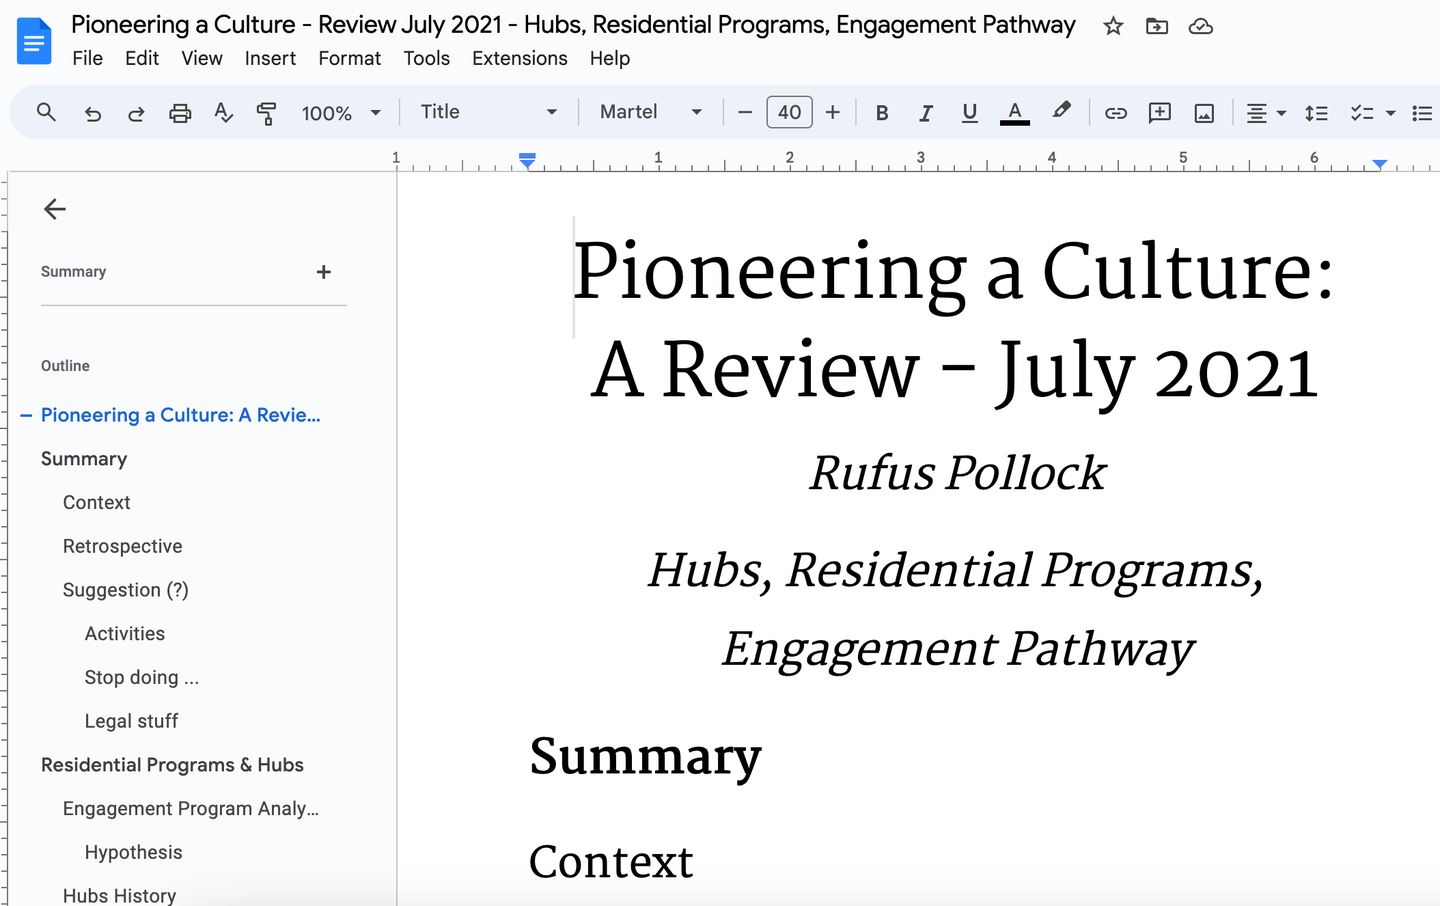 Pioneering a Culture - Review July 2021 - Hubs, Residential Programs, Engagement Pathway
File Edit View Insert Format Tools Extensions Help
100% Title Martel 40 B I U A
1 1 2 3 4 5 6
Summary
Outline
Pioneering a Culture: A Revie...
Summary
Context
Retrospective
Suggestion (?)
Activities
Stop doing ...
Legal stuff
Residential Programs & Hubs
Engagement Program Analy...
Hypothesis
Hubs History
Pioneering a Culture:
A Review – July 2021
Rufus Pollock
Hubs, Residential Programs,
Engagement Pathway
Summary
Context